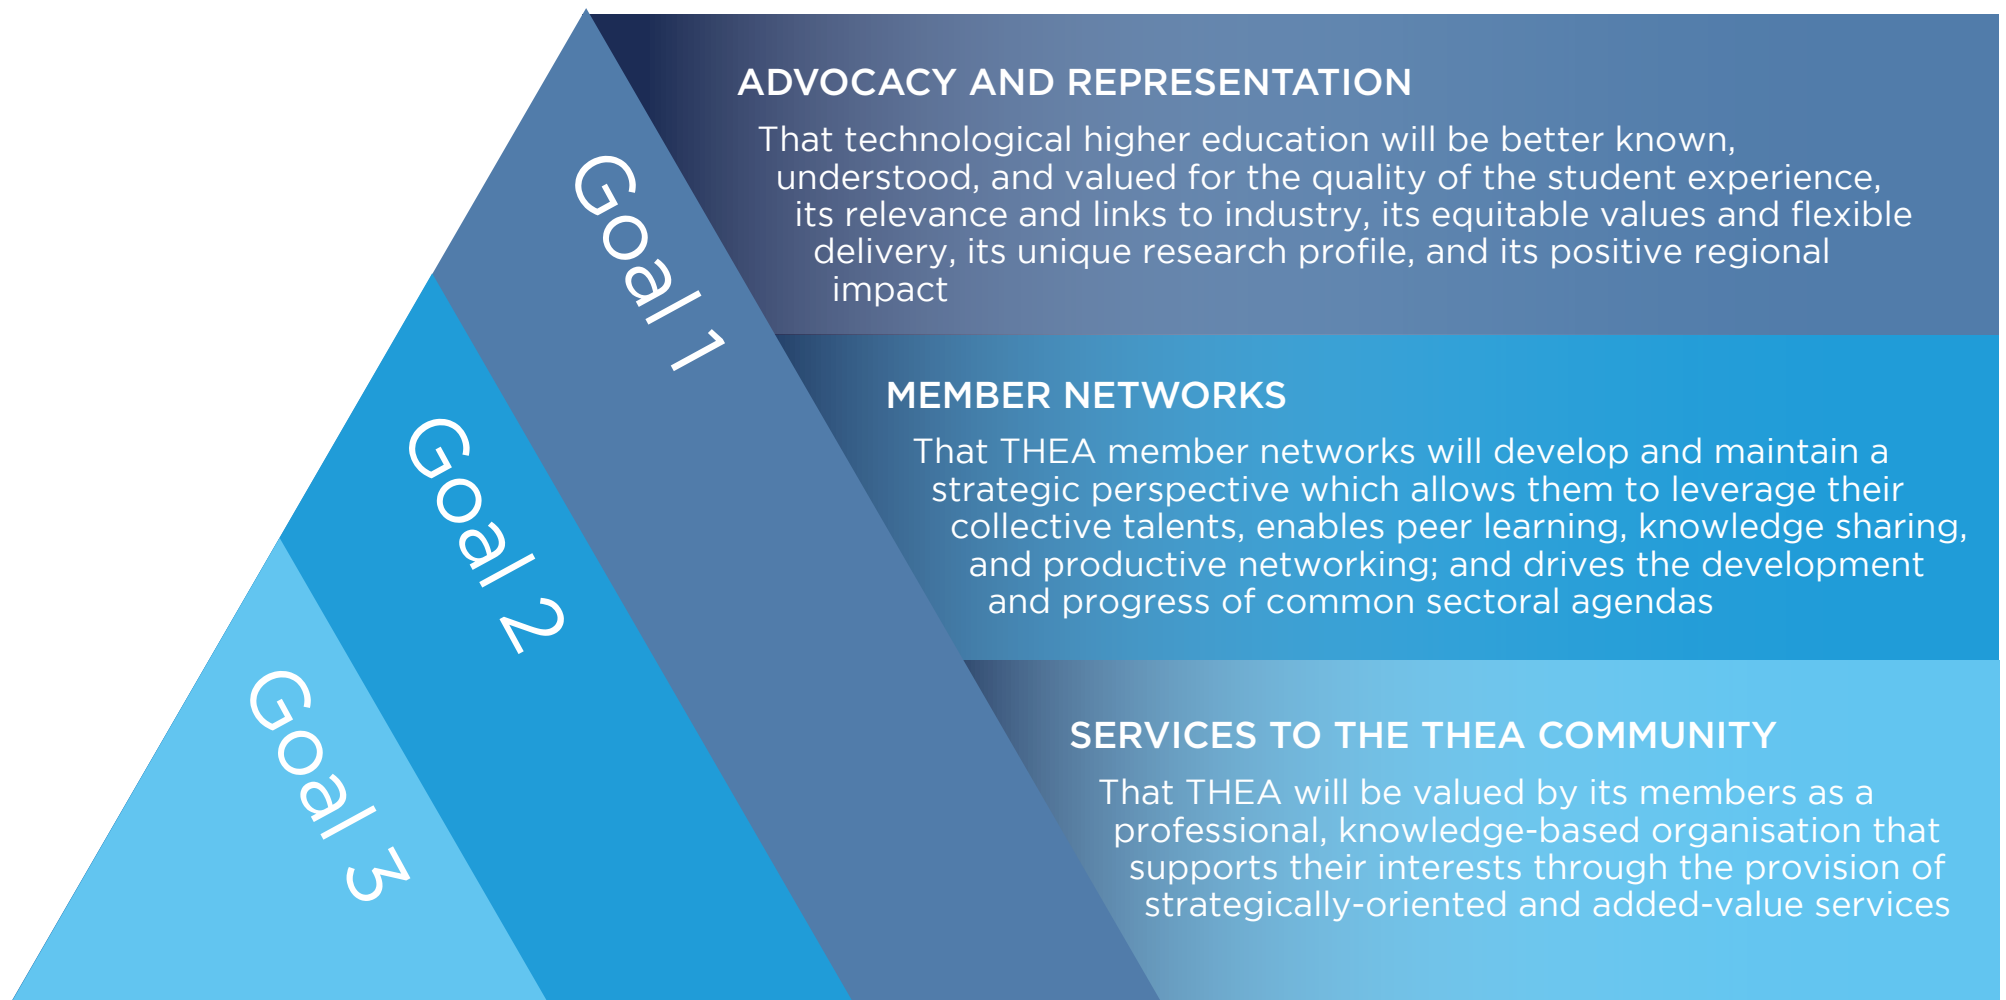 Goal 1
ADVOCACY AND REPRESENTATION
That technological higher education will be better known,
understood, and valued for the quality of the student experience,
its relevance and links to industry, its equitable values and flexible
delivery, its unique research profile, and its positive regional
impact
Goal 2
MEMBER NETWORKS
That THEA member networks will develop and maintain a
strategic perspective which allows them to leverage their
collective talents, enables peer learning, knowledge sharing,
and productive networking; and drives the development
and progress of common sectoral agendas
Goal 3
SERVICES TO THE THEA COMMUNITY
That THEA will be valued by its members as a
professional, knowledge-based organisation that
supports their interests through the provision of
strategically-oriented and added-value services